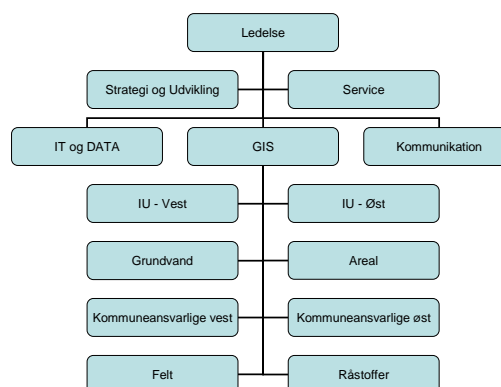 Ledelse
Strategi og Udvikling
Service
IT og DATA
GIS
Kommunikation
IU - Vest
IU - Øst
Grundvand
Areal
Kommuneansvarlige vest
Kommuneansvarlige øst
Felt
Råstoffer